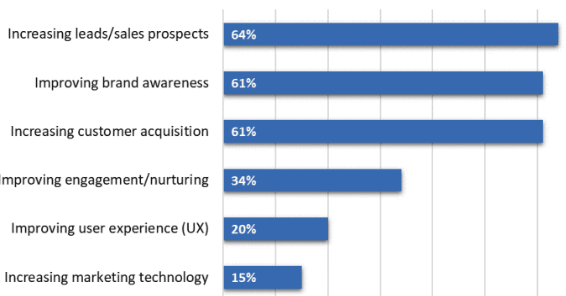 Increasing leads/sales prospects 64%
Improving brand awareness 61%
Increasing customer acquisition 61%
mproving engagement/nurturing 34%
Improving user experience (UX) 20%
Increasing marketing technology 15%